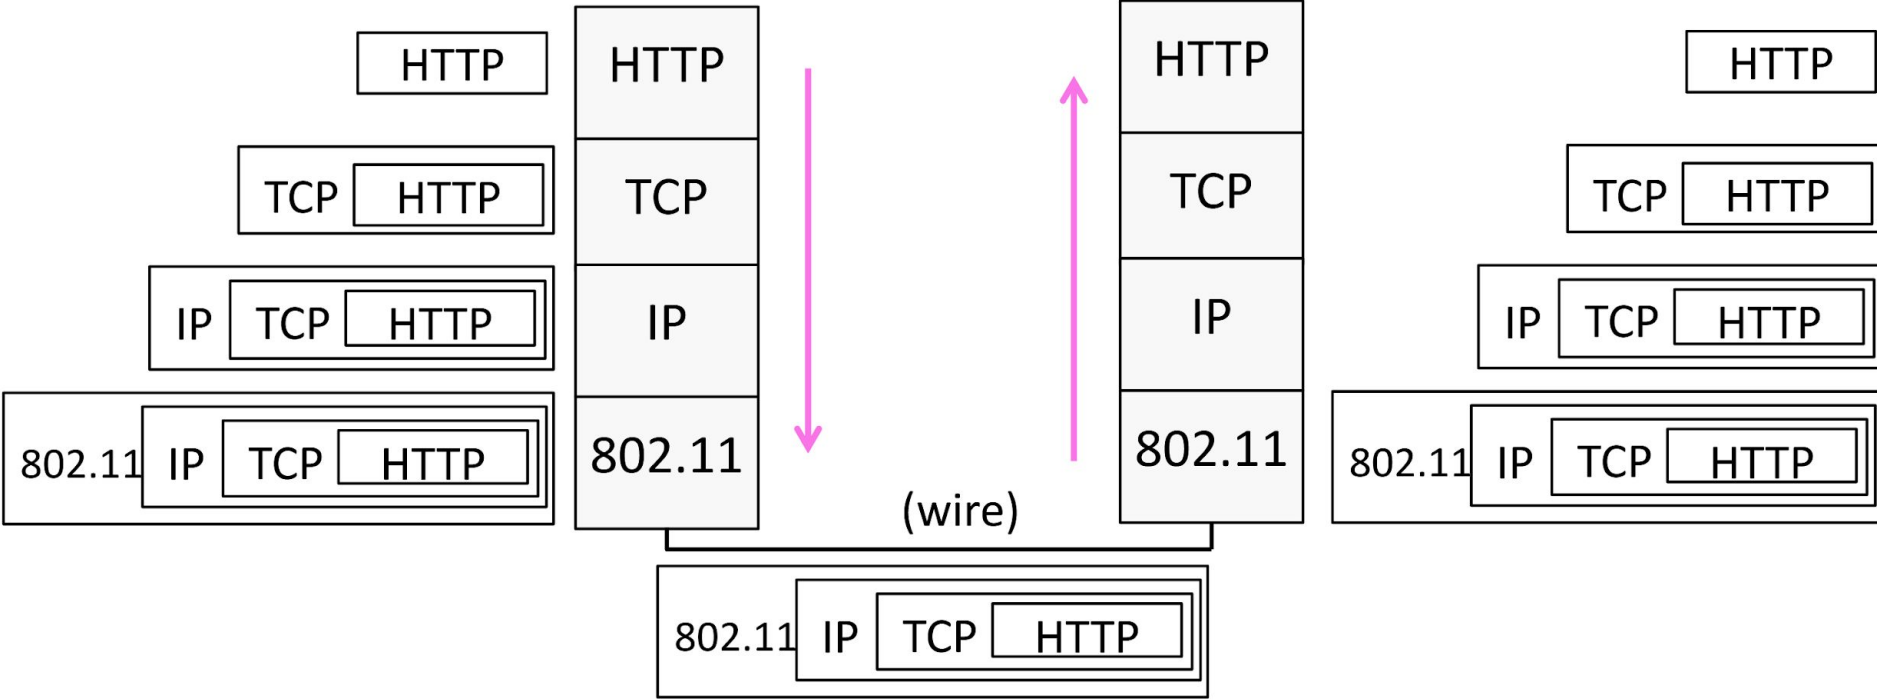 HTTP HTTP HTTP HTTP
TCP HTTP TCP TCP TCP HTTP
IP TCP HTTP IP IP IP TCP HTTP
802.11 IP TCP HTTP 802.11 802.11 802.11 IP TCP HTTP
(wire)
802.11 IP TCP HTTP